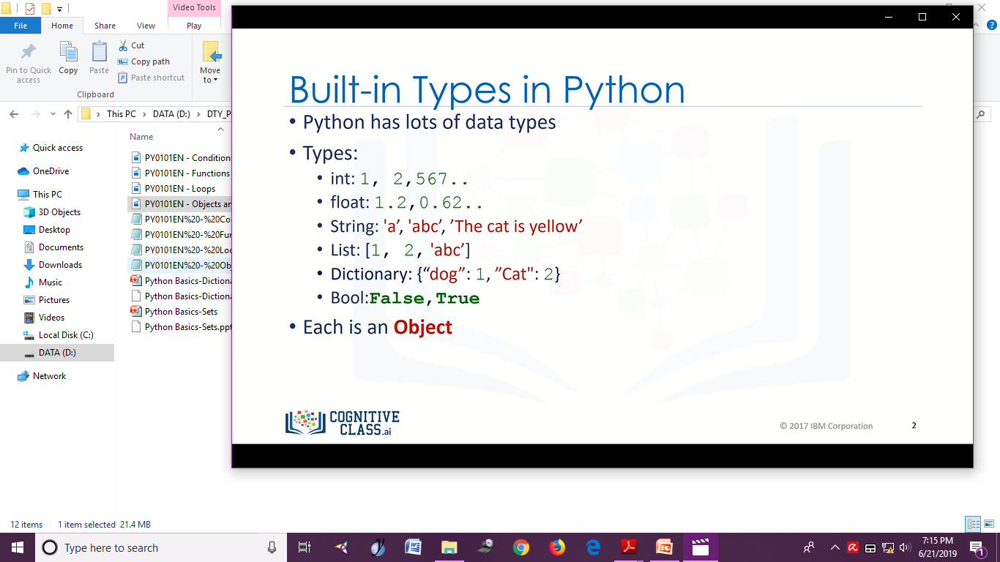 Video Tools
File Home Share View Play
Pin to Quick access
Copy
Paste
Cut
Copy path
Paste shortcut
Move to
Clipboard
This PC DATA (D:) DTY_P
Quick access
OneDrive
This PC
3D Objects
Desktop
Documents
Downloads
Music
Pictures
Videos
Local Disk (C:)
DATA (D:)
Network
Name
PY0101EN - Condition
PY0101EN - Functions
PY0101EN - Loops
PY0101EN - Objects an
PY0101EN%20-%20Co
PY0101EN%20-%20Fu
PY0101EN%20-%20Loo
PY0101EN%20-%20Obj
Python Basics-Dictiona
Python Basics-Dictiona
Python Basics-Sets
Python Basics-Sets.ppt
Built-in Types in Python
• Python has lots of data types
• Types:
• int: 1, 2,567..
• float: 1.2,0.62..
• String: 'a’, 'abc’, ’The cat is yellow’
• List: [1, 2, 'abc’]
• Dictionary: {“dog”: 1, ”Cat": 2}
• Bool:False,True
• Each is an Object
COGNITIVE
CLASS.ai
© 2017 IBM Corporation 2
12 items 1 item selected 21.4 MB
Type here to search
7:15 PM
6/21/2019
1